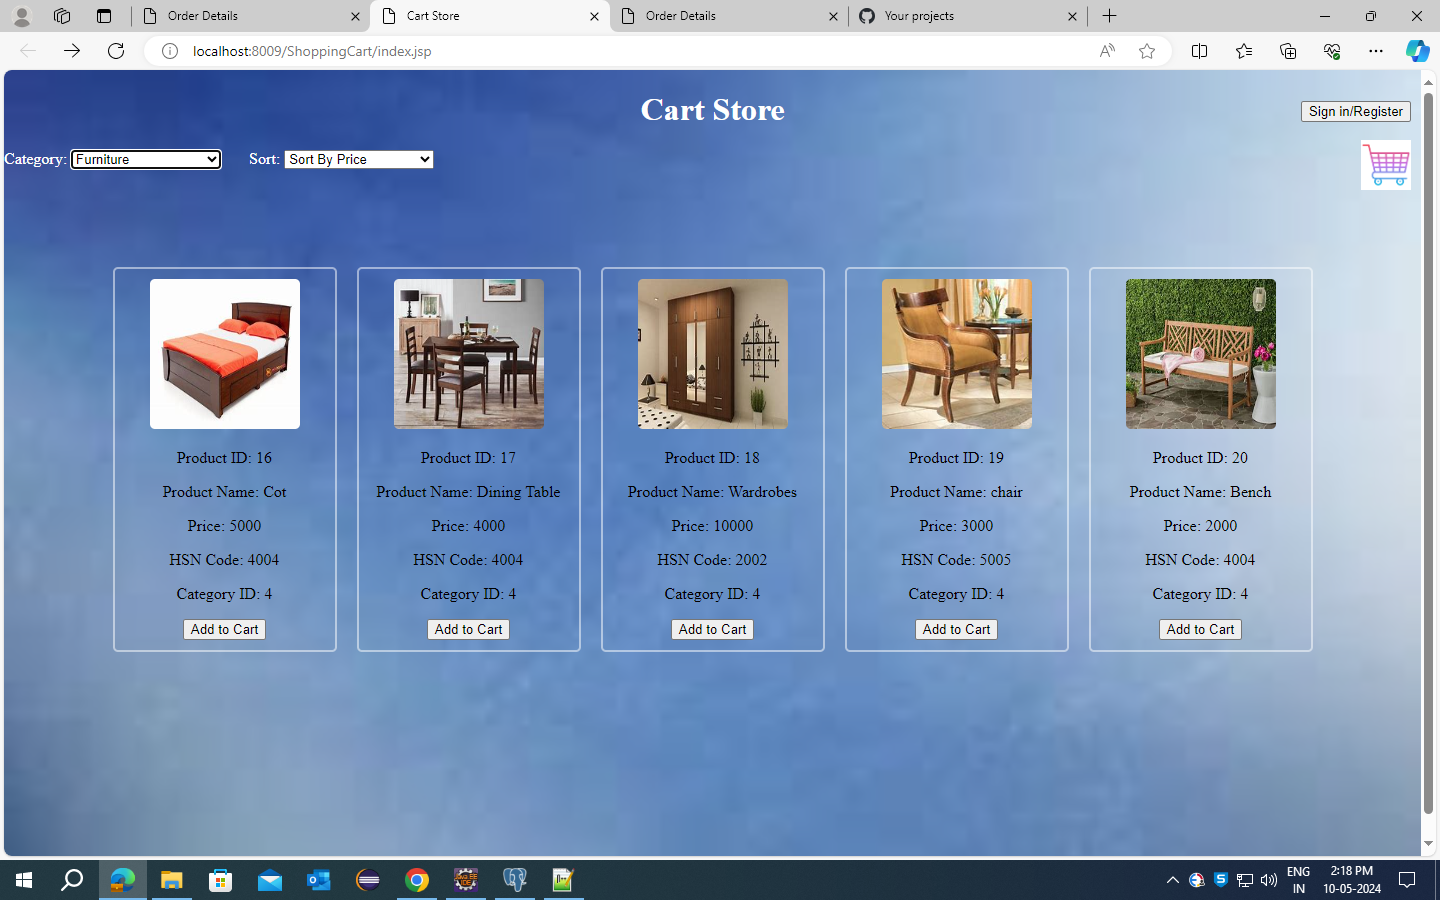 Order Details
Cart Store
Order Details
Your projects
localhost:8009/ShoppingCart/index.jsp
Cart Store
Sign in/Register
Category: Furniture Sort: Sort By Price
Product ID: 16
Product Name: Cot
Price: 5000
HSN Code: 4004
Category ID: 4
Add to Cart
Product ID: 17
Product Name: Dining Table
Price: 4000
HSN Code: 4004
Category ID: 4
Add to Cart
Product ID: 18
Product Name: Wardrobes
Price: 10000
HSN Code: 2002
Category ID: 4
Add to Cart
Product ID: 19
Product Name: chair
Price: 3000
HSN Code: 5005
Category ID: 4
Add to Cart
Product ID: 20
Product Name: Bench
Price: 2000
HSN Code: 4004
Category ID: 4
Add to Cart
ENG
IN
2:18 PM
10-05-2024